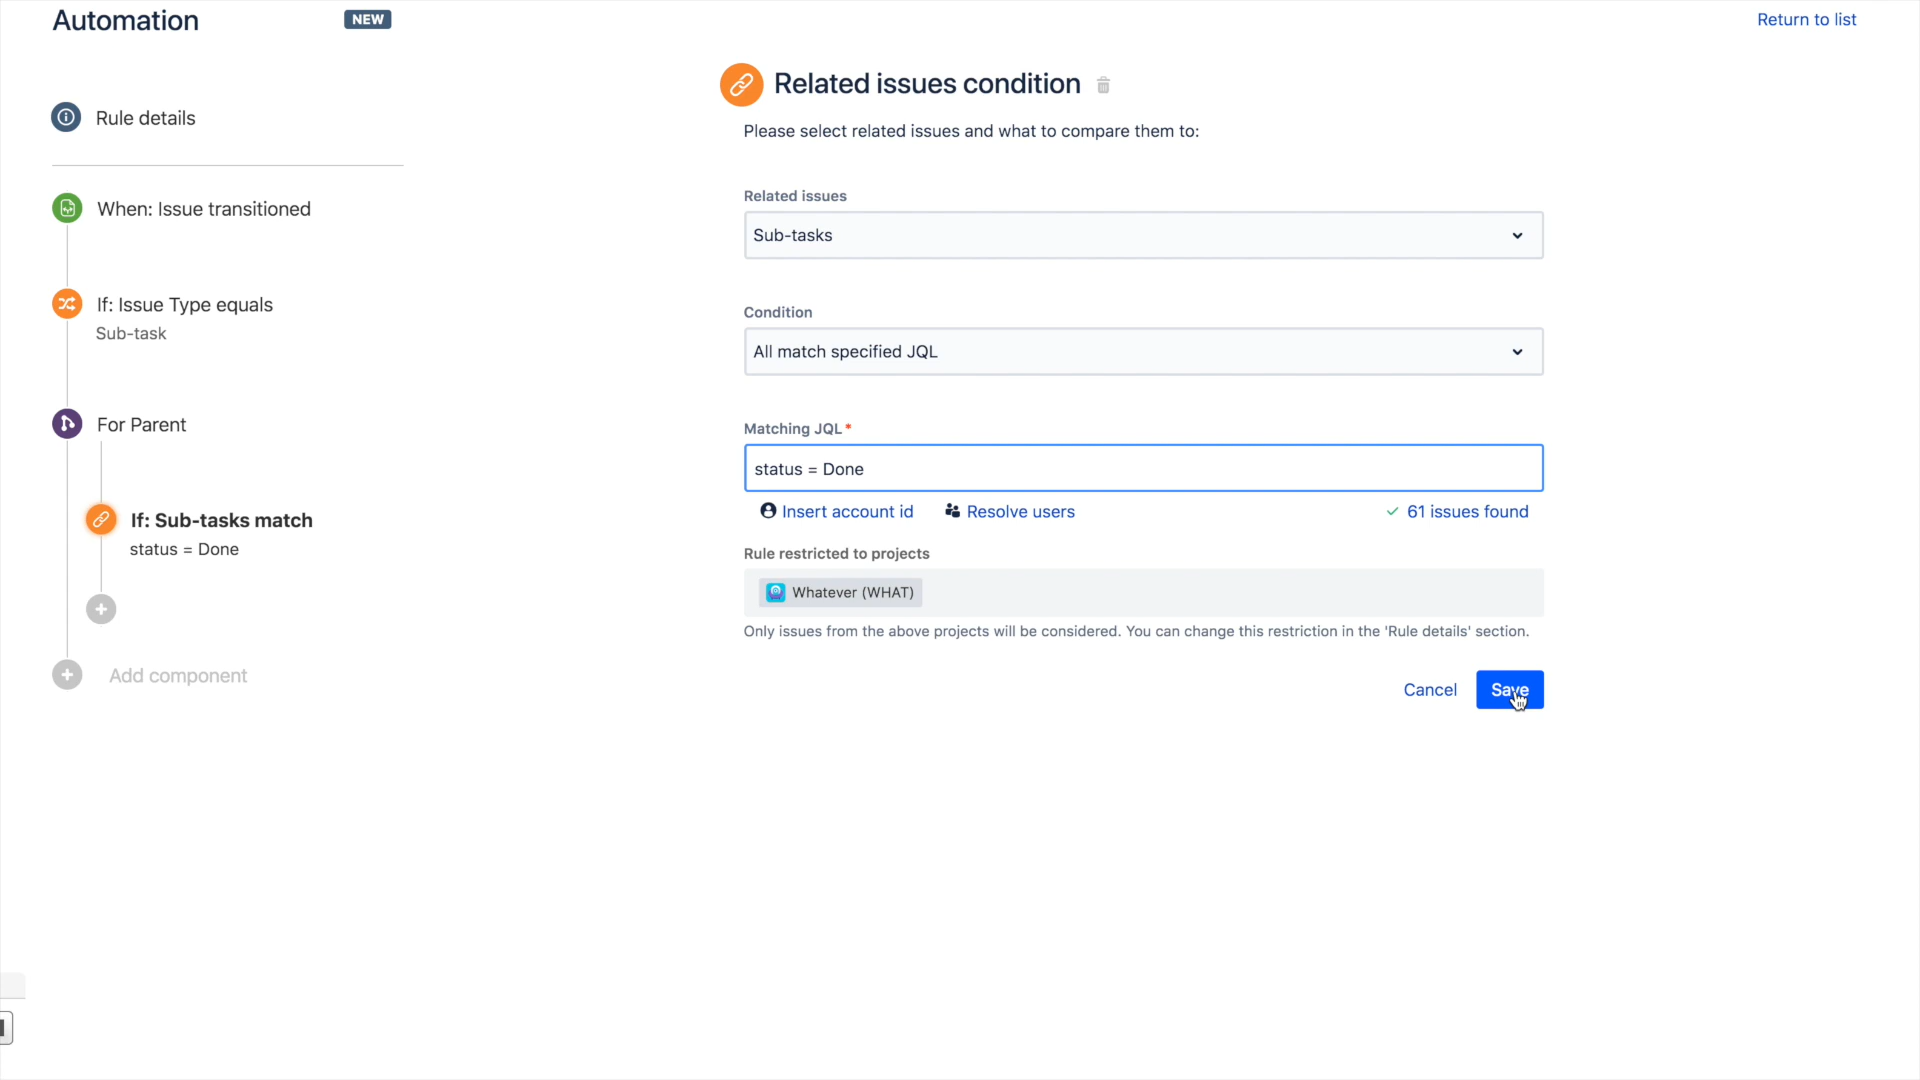 Automation
NEW
Return to list
Rule details
When: Issue transitioned
If: Issue Type equals
Sub-task
For Parent
If: Sub-tasks match
status = Done
Add component
Related issues condition
Please select related issues and what to compare them to:
Related issues
Sub-tasks
Condition
All match specified JQL
Matching JQL*
status = Done
Insert account id
Resolve users
61 issues found
Rule restricted to projects
Whatever (WHAT)
Only issues from the above projects will be considered. You can change this restriction in the 'Rule details' section.
Cancel
Save